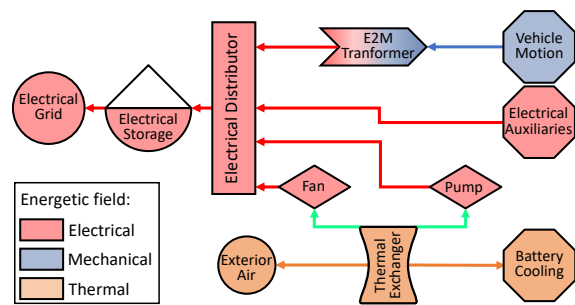 E2M
Tranformer
Vehicle
Motion
Electrical
Grid
Electrical
Storage
Electrical Distributor
Electrical
Auxiliaries
Fan
Pump
Energetic field:
Electrical
Mechanical
Thermal
Exterior
Air
Thermal
Exchanger
Battery
Cooling